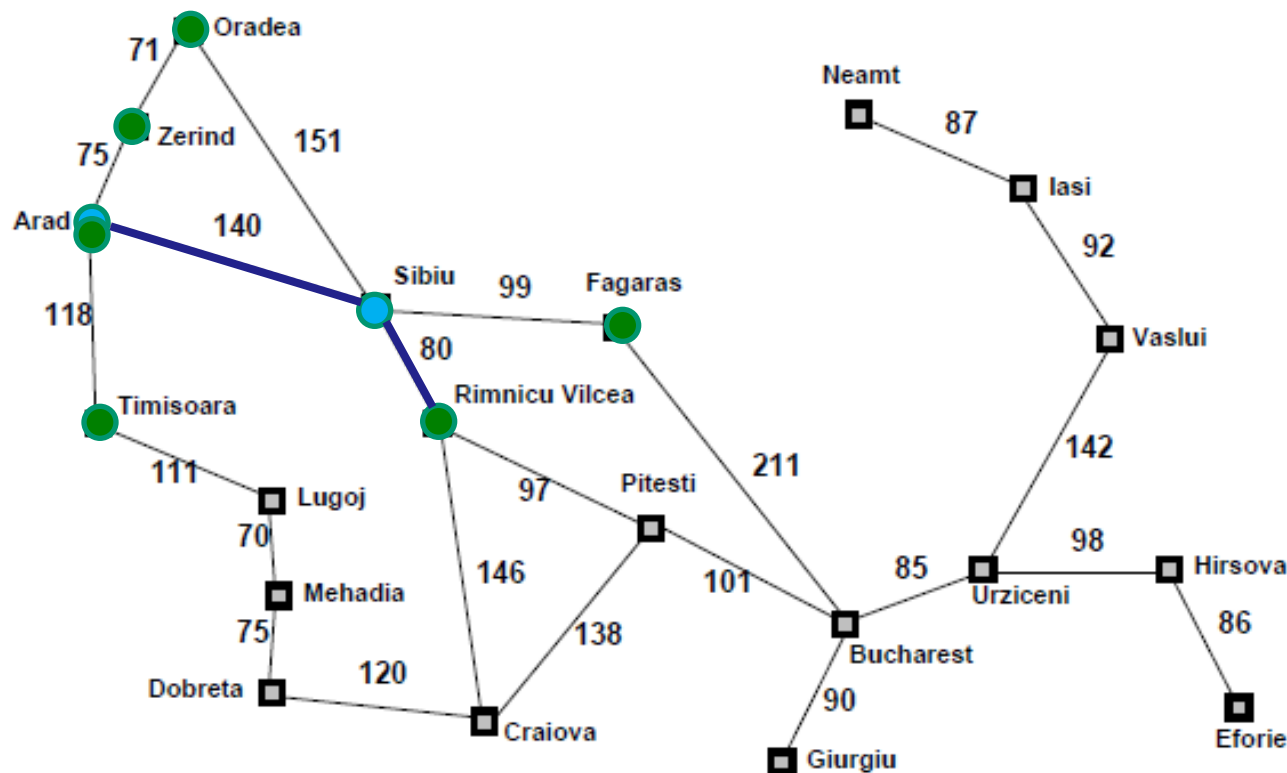 Oradea
71
Neamt
87
Zerind
151
75
Iasi
Arad
140
92
Sibiu
99
Fagaras
118
80
Vaslui
Rimnicu Vilcea
Timisoara
142
211
111
97
Pitesti
Lugoj
70
98
146
101
85
Hirsova
Mehadia
Urziceni
86
75
138
Bucharest
120
Dobreta
90
Craiova
Eforie
Giurgiu